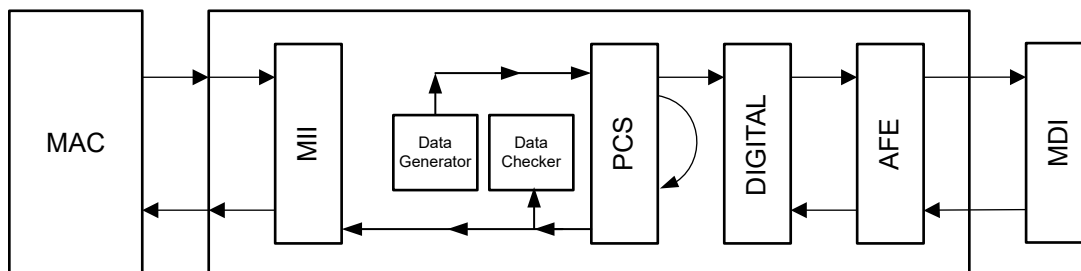 MAC
MII
Data
Generator
Data
Checker
PCS
DIGITAL
AFE
MDI